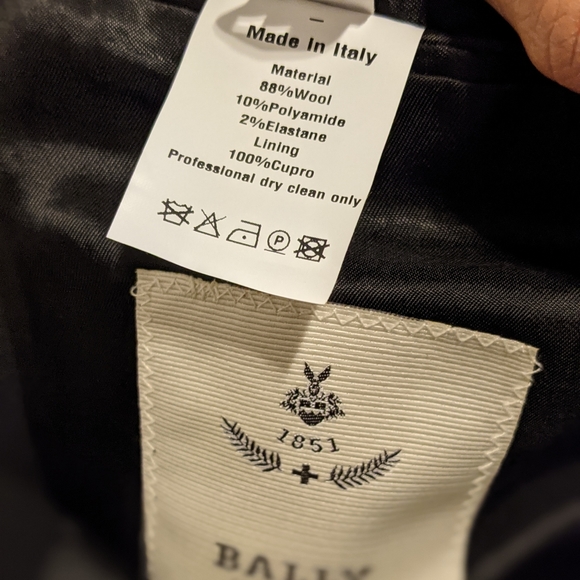 Made In Italy
Material
88%Wool
10%Polyamide
2%Elastane
Lining
100%Cupro
Professional dry clean only
P
1851
BALLY